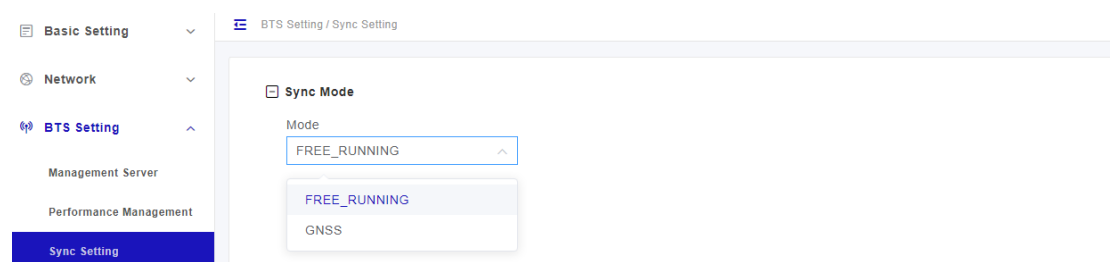 Basic Setting
BTS Setting / Sync Setting
Network
Sync Mode
BTS Setting
Mode
FREE_RUNNING
Management Server
FREE_RUNNING
Performance Management
GNSS
Sync Setting